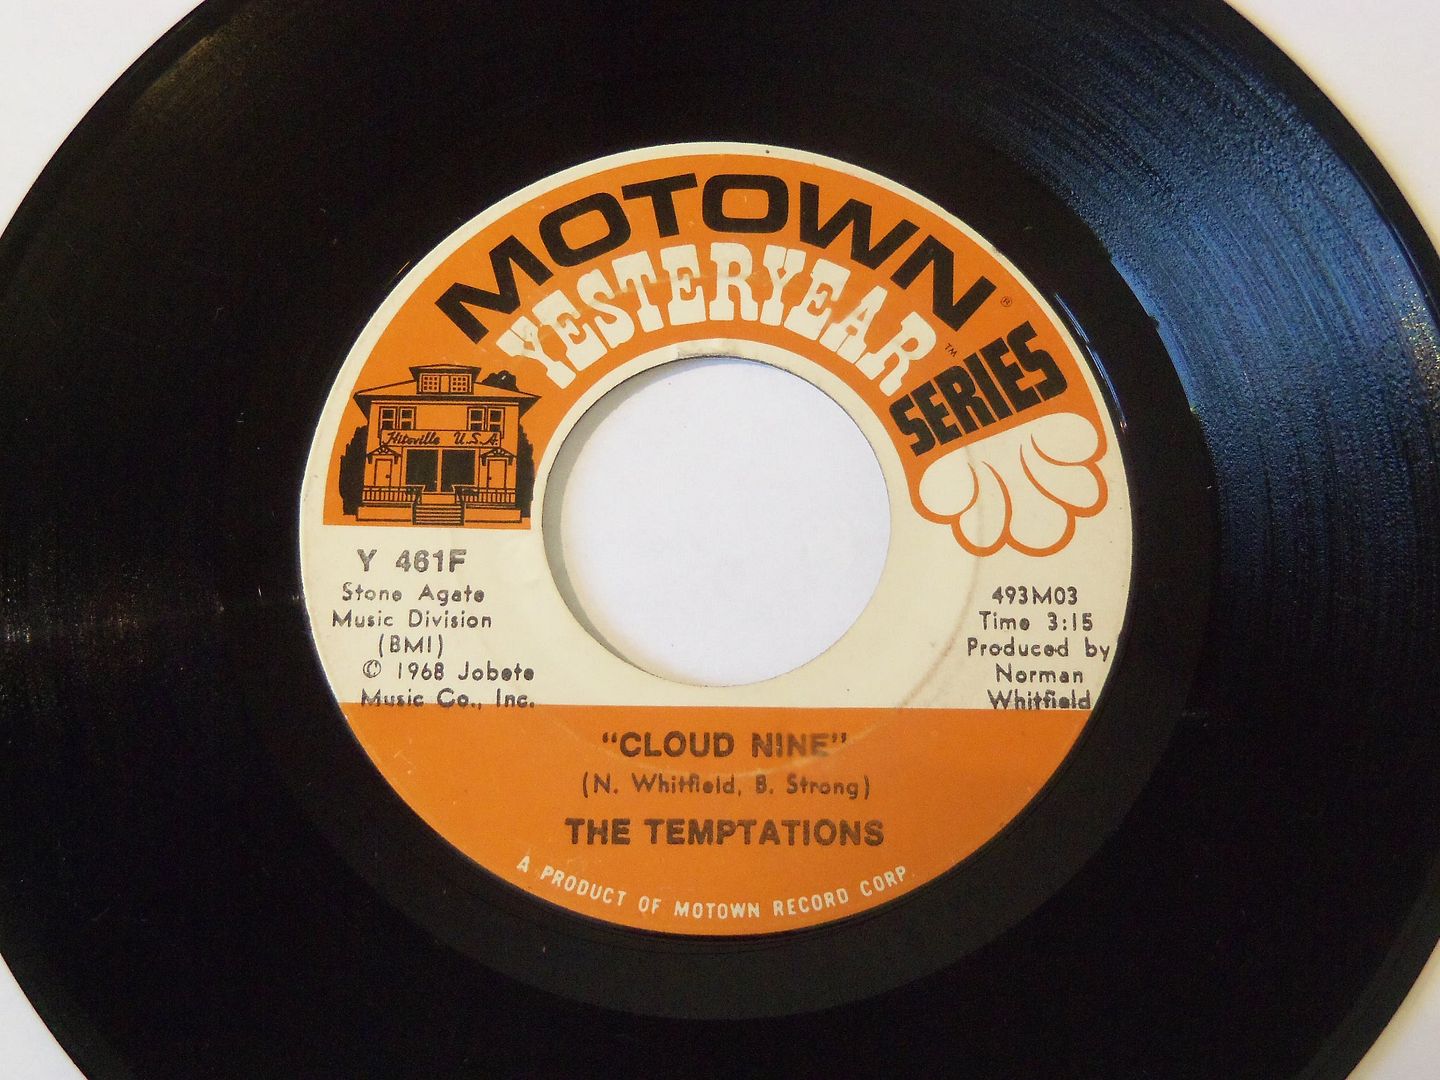 MOTOWN®
YESTERYEAR™
SERIES
Hitsville U.S.A.
Y 461F
Stone Agate
Music Division
(BMI)
© 1968 Jobete
Music Co., Inc.
493M03
Time 3:15
Produced by
Norman
Whitfield
"CLOUD NINE"
(N. Whitfield, B. Strong)
THE TEMPTATIONS
A PRODUCT OF MOTOWN RECORD CORP.